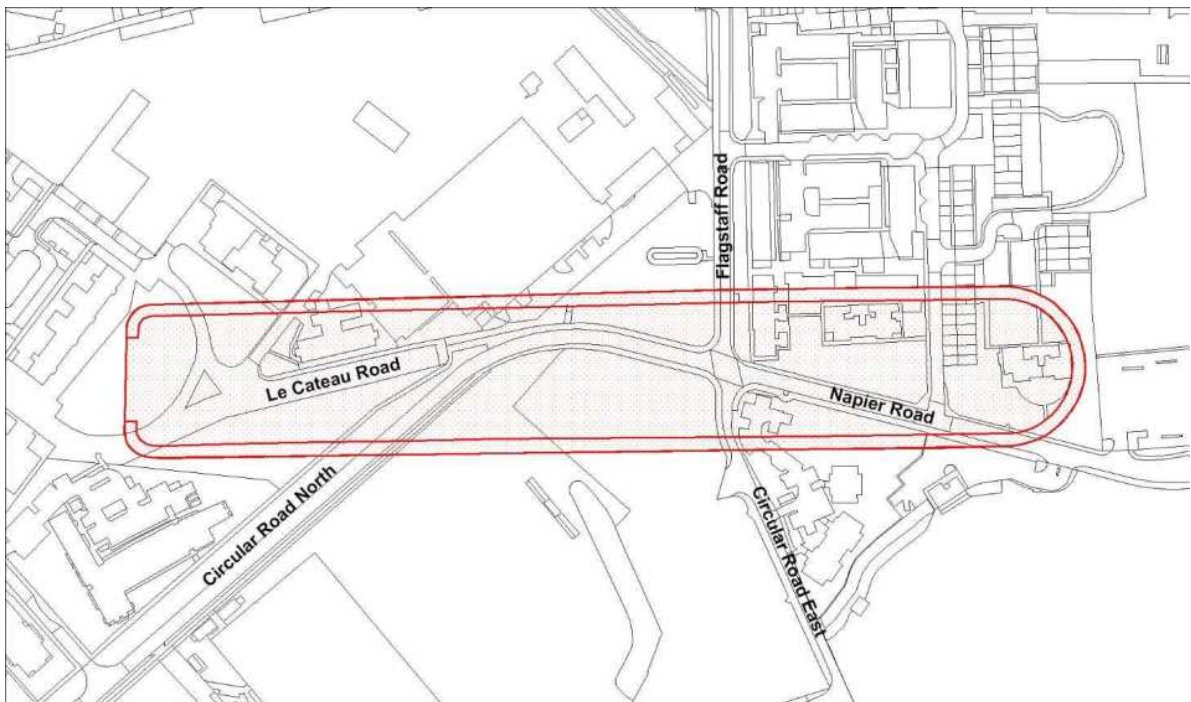 Flagstaff Road
Le Cateau Road
Napier Road
Circular Road North
Circular Road East